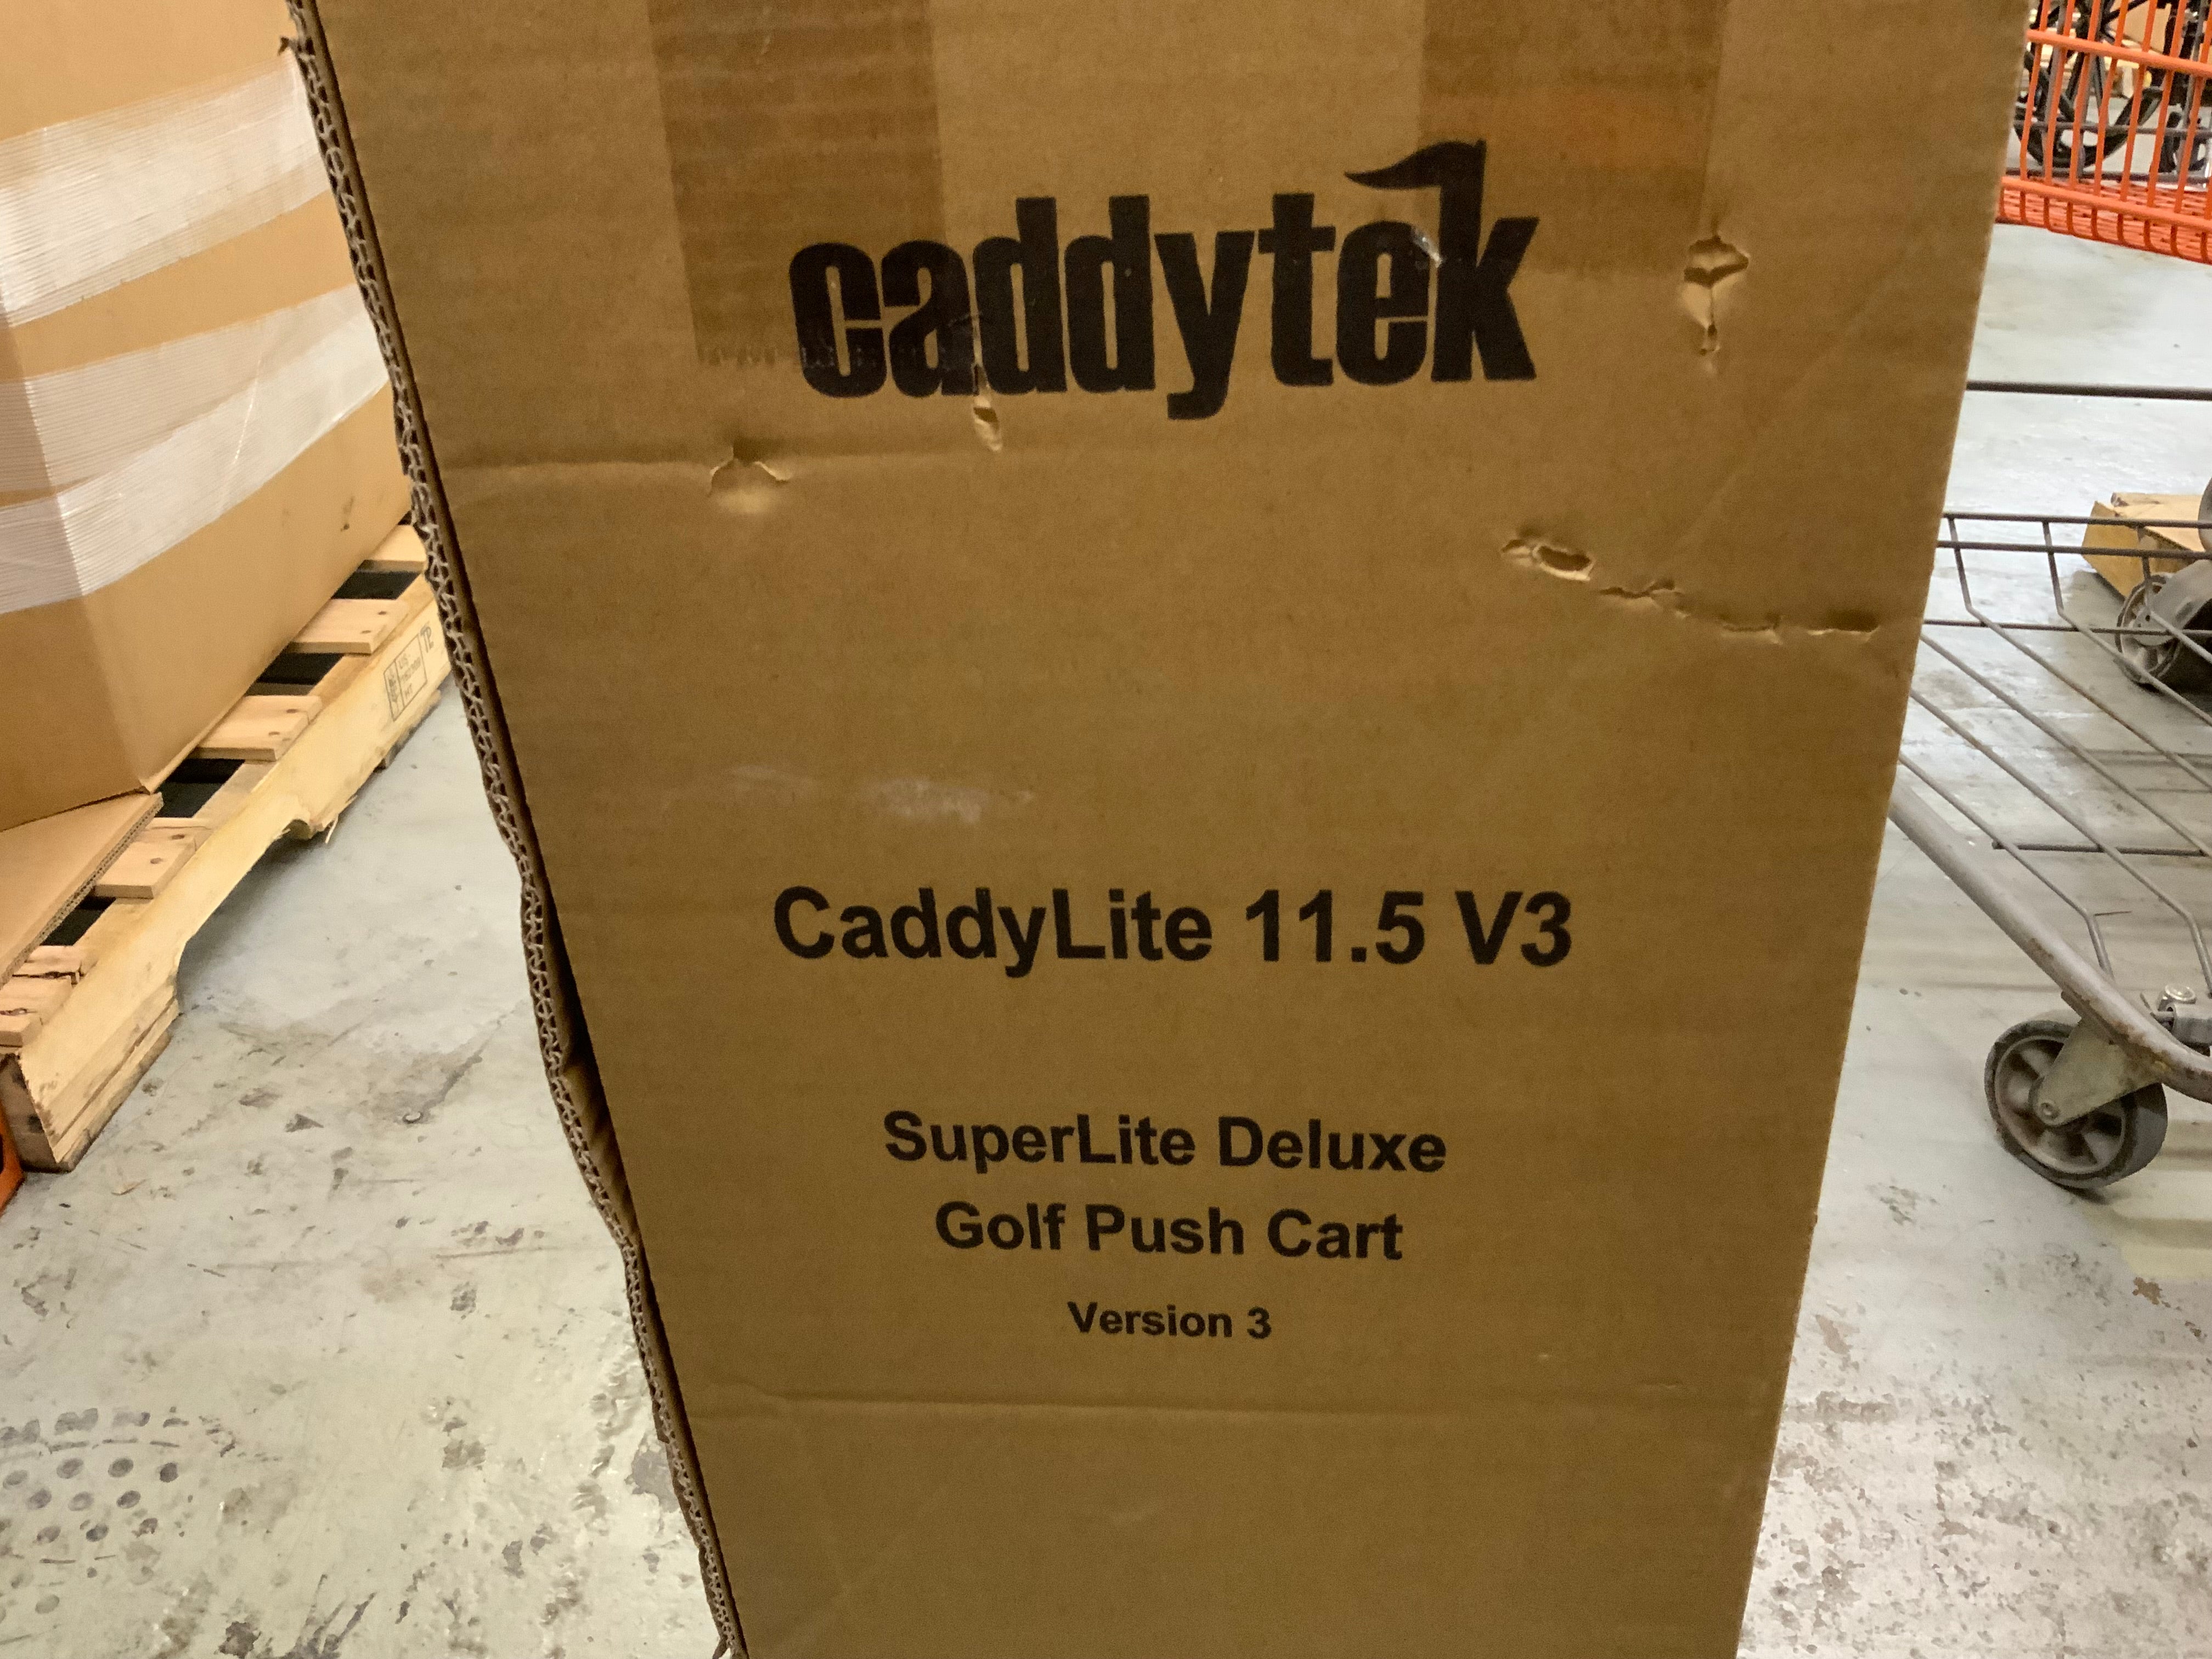 caddytek
CaddyLite 11.5 V3
SuperLite Deluxe
Golf Push Cart
Version 3